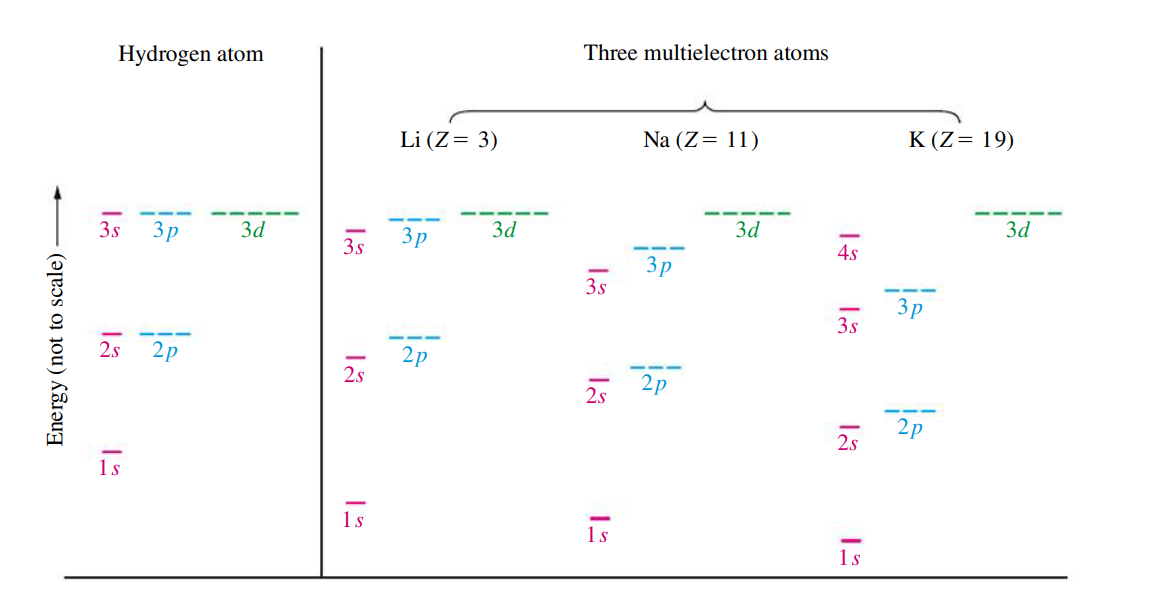 Hydrogen atom
Three multielectron atoms
Li (Z = 3)
Na (Z = 11)
K (Z = 19)
Energy (not to scale)
3s 3p 3d
2s 2p
1s
3s 3p 3d
2s 2p
1s
3s 3p 3d
2s 2p
1s
4s 3d
3s 3p
2s 2p
1s